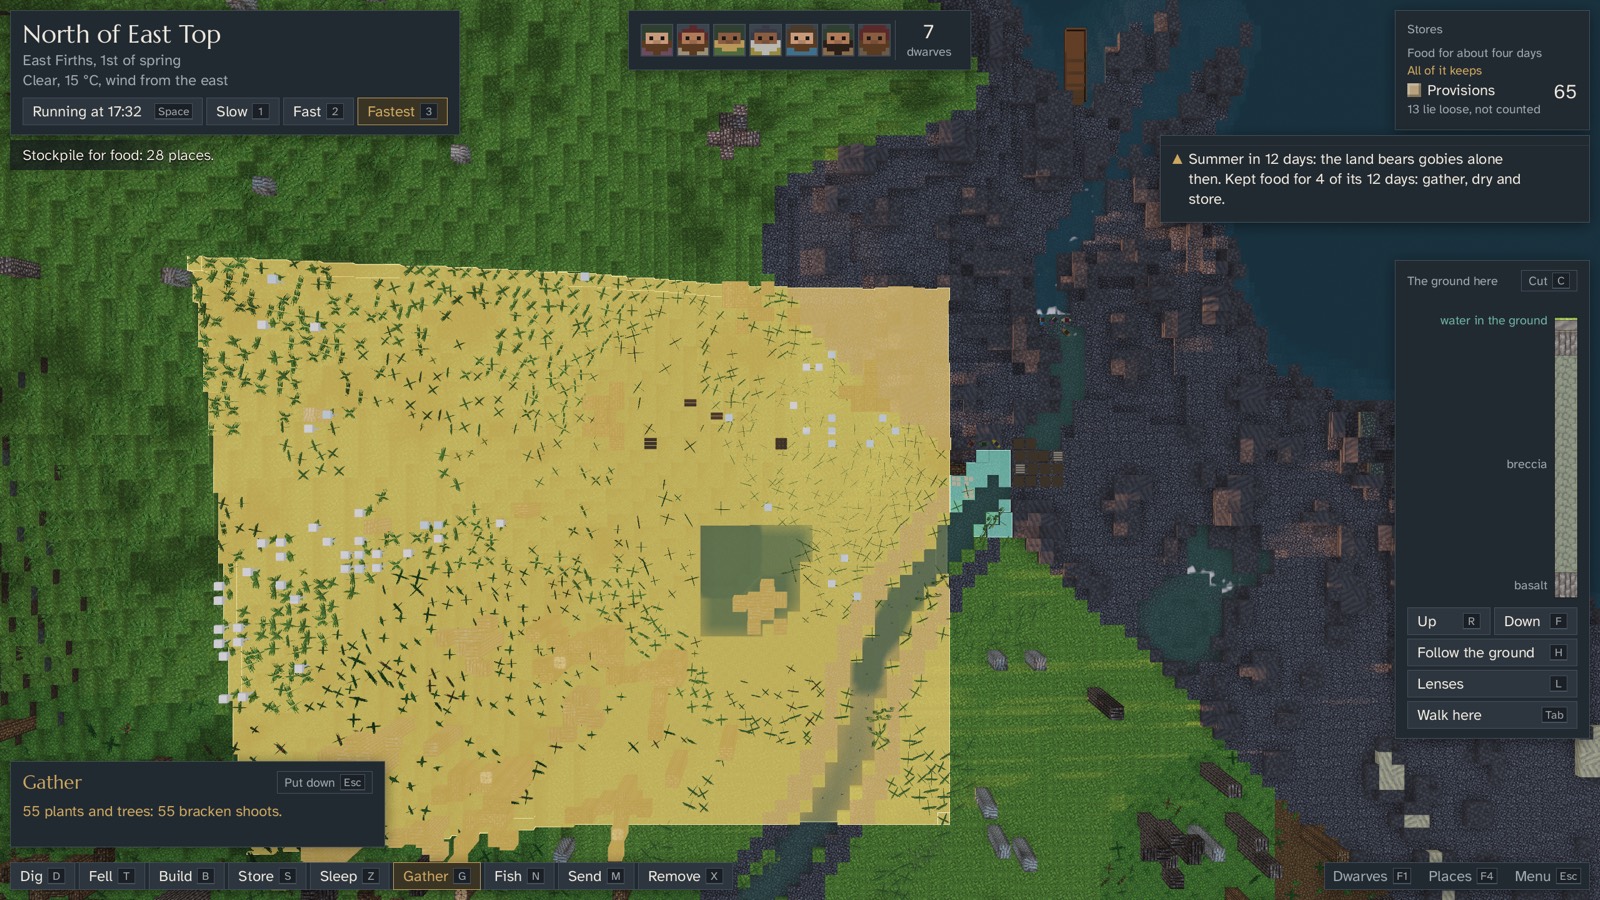 North of East Top
East Firths, 1st of spring
Clear, 15 °C, wind from the east
Running at 17:32 Space Slow 1 Fast 2 Fastest 3
Stockpile for food: 28 places.
7
dwarves
Stores
Food for about four days
All of it keeps
Provisions 65
13 lie loose, not counted
Summer in 12 days: the land bears gobies alone
then. Kept food for 4 of its 12 days: gather, dry and
store.
The ground here Cut C
water in the ground
breccia
basalt
Up R Down F
Follow the ground H
Lenses L
Walk here Tab
Gather Put down Esc
55 plants and trees: 55 bracken shoots.
Dig D Fell T Build B Store S Sleep Z Gather G Fish N Send M Remove X
Dwarves F1 Places F4 Menu Esc